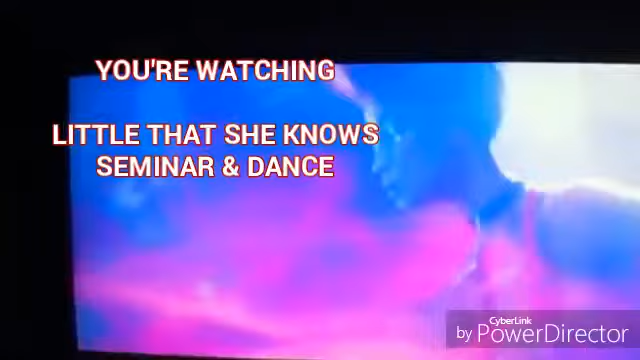 YOU'RE WATCHING
LITTLE THAT SHE KNOWS
SEMINAR & DANCE
CyberLink
by PowerDirector